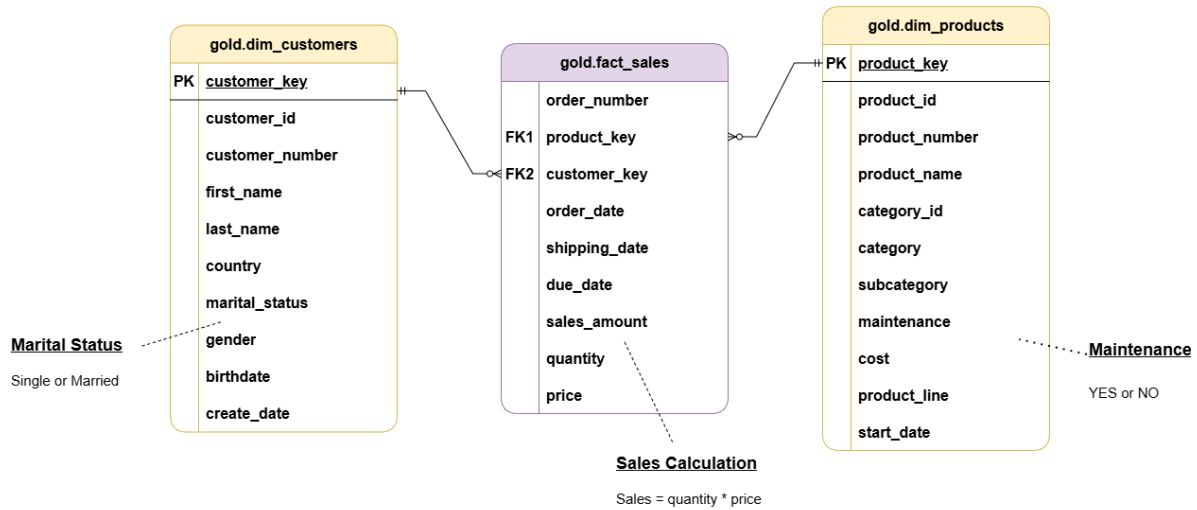 gold.dim_customers
PK customer_key
customer_id
customer_number
first_name
last_name
country
marital_status
gender
birthdate
create_date
Marital Status
Single or Married
gold.fact_sales
order_number
FK1 product_key
FK2 customer_key
order_date
shipping_date
due_date
sales_amount
quantity
price
Sales Calculation
Sales = quantity * price
gold.dim_products
PK product_key
product_id
product_number
product_name
category_id
category
subcategory
maintenance
cost
product_line
start_date
Maintenance
YES or NO